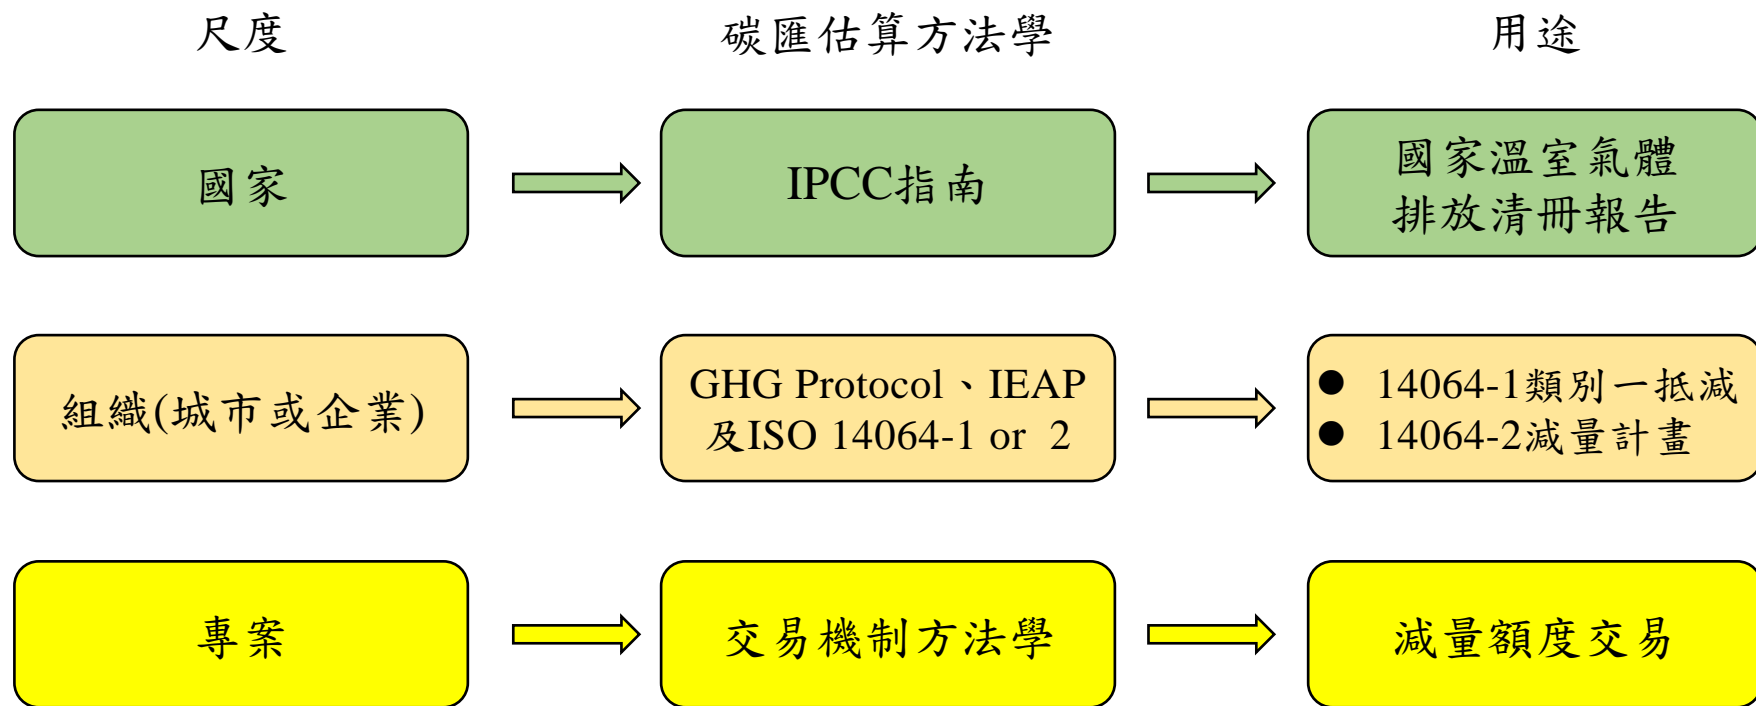 尺度
碳匯估算方法學
用途
國家
IPCC指南
國家溫室氣體
排放清冊報告
組織(城市或企業)
GHG Protocol、IEAP
及ISO 14064-1 or 2
● 14064-1類別一抵減
● 14064-2減量計畫
專案
交易機制方法學
減量額度交易